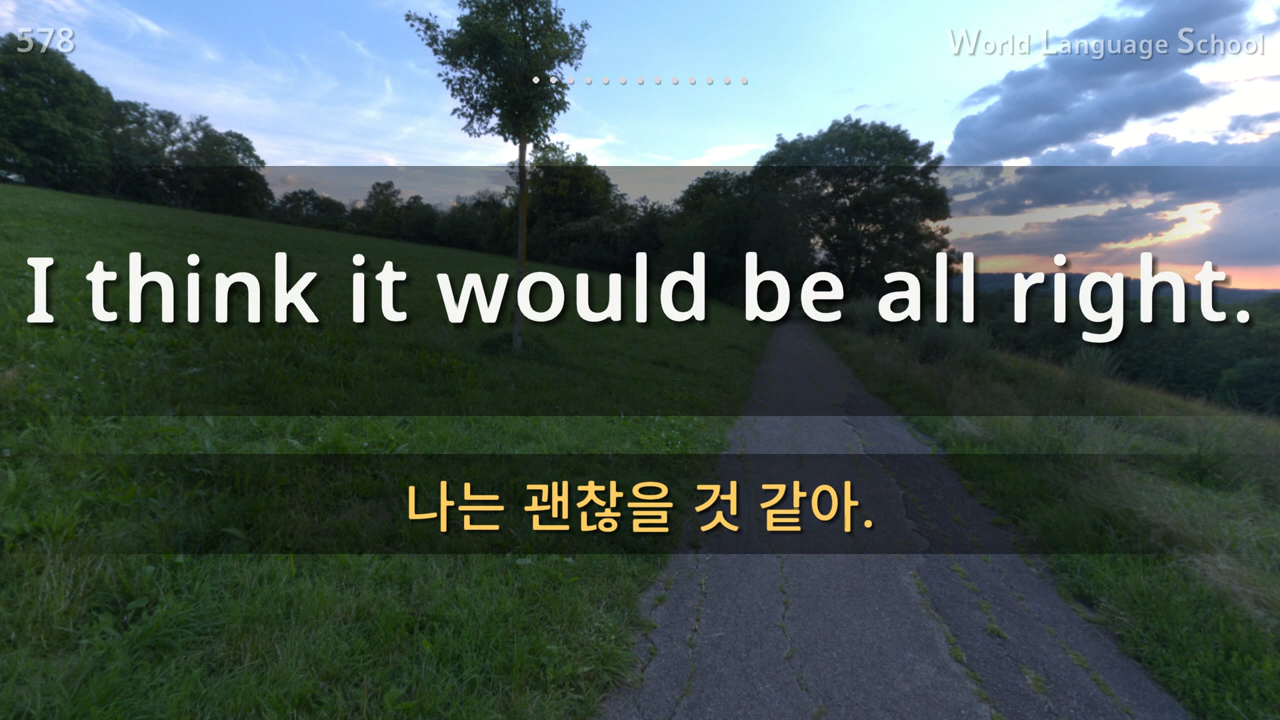 578
World Language School
I think it would be all right.
나는 괜찮을 것 같아.